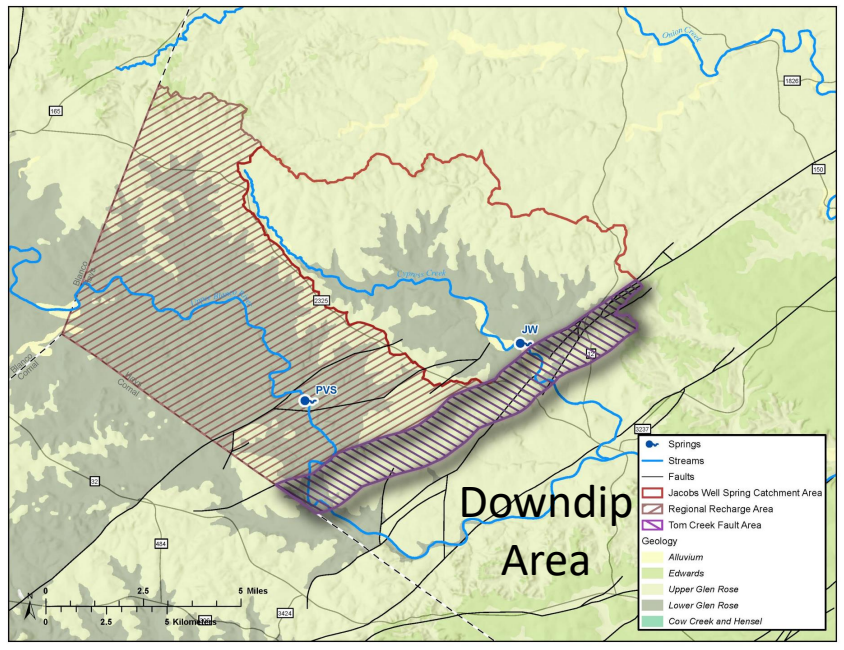 Onion Creek
1826
165
150
Cypress Creek
Blanco
2325
JW
Blanco
Comal
Hays
Comal
PVS
32
3237
Springs
Streams
Faults
Jacobs Well Spring Catchment Area
Regional Recharge Area
Tom Creek Fault Area
Geology
Alluvium
Edwards
Upper Glen Rose
Lower Glen Rose
Cow Creek and Hensel
Downdip
Area
484
N
0 2.5 5 Miles
0 2.5 5 Kilometers
3424